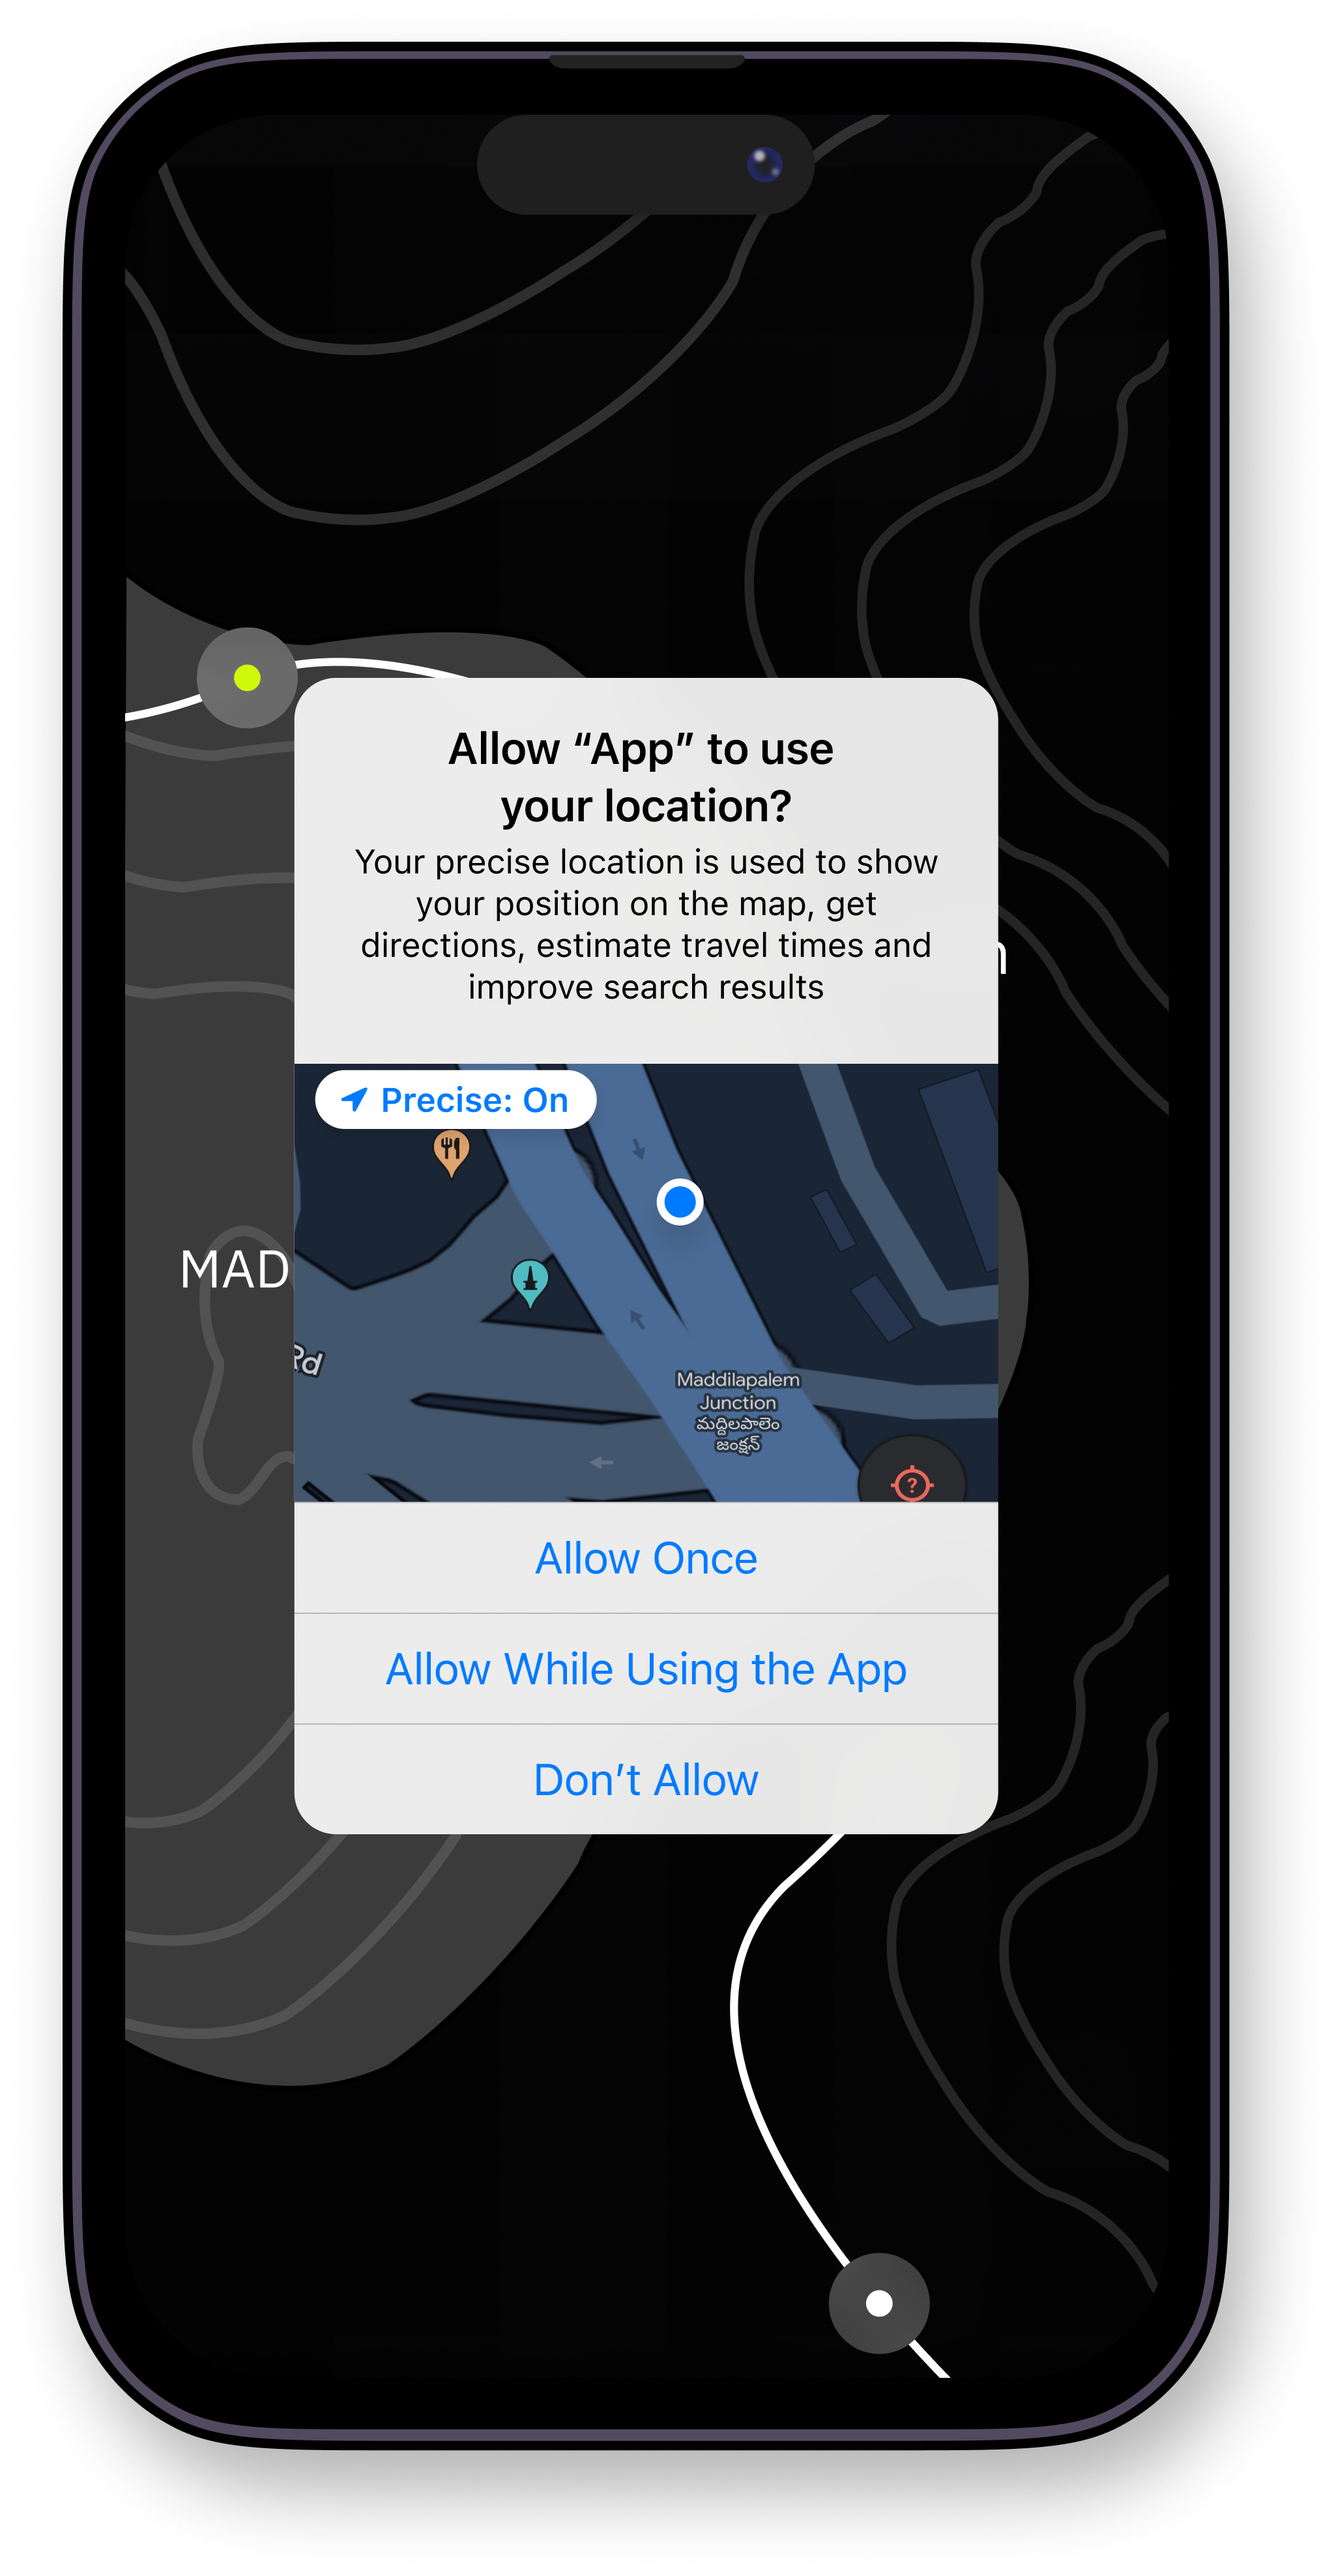 Allow “App” to use
your location?
Your precise location is used to show
your position on the map, get
directions, estimate travel times and
improve search results
Precise: On
MAD
Rd
Maddilapalem
Junction
మద్దిలపాలెం
జంక్షన్
?
Allow Once
Allow While Using the App
Don’t Allow